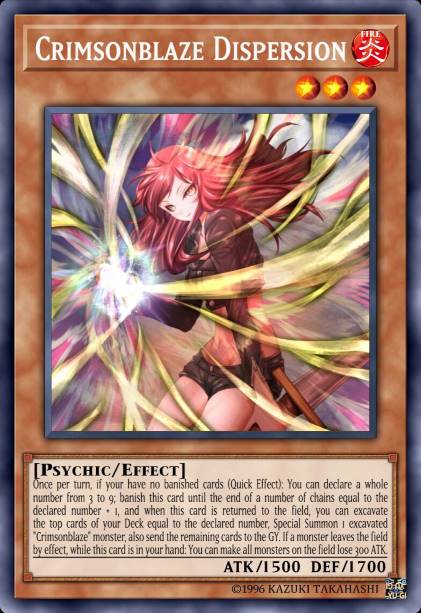 CRIMSONBLAZE DISPERSION
FIRE
炎
[PSYCHIC/EFFECT]
Once per turn, if your have no banished cards (Quick Effect): You can declare a whole
number from 3 to 9; banish this card until the end of a number of chains equal to the
declared number + 1, and when this card is returned to the field, you can excavate
the top cards of your Deck equal to the declared number, Special Summon 1 excavated
"Crimsonblaze" monster, also send the remaining cards to the GY. If a monster leaves the field
by effect, while this card is in your hand: You can make all monsters on the field lose 300 ATK.
ATK/1500 DEF/1700
©1996 KAZUKI TAKAHASHI